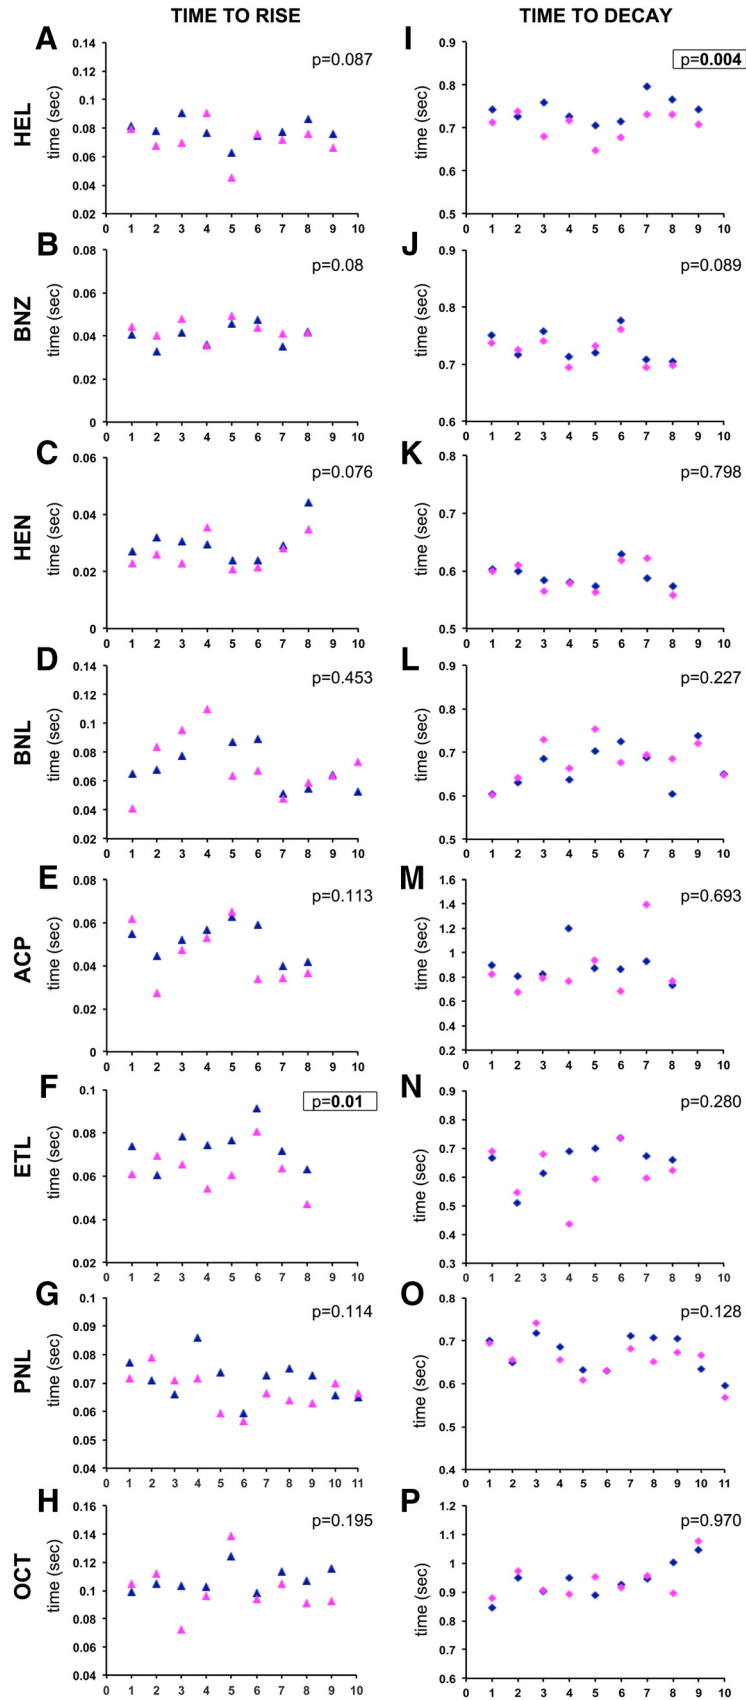 TIME TO RISE
TIME TO DECAY
A
HEL
time (sec)
p=0.087
0.14
0.12
0.1
0.08
0.06
0.04
0.02
0 1 2 3 4 5 6 7 8 9 10
I
time (sec)
p=0.004
0.9
0.8
0.7
0.6
0.5
0 1 2 3 4 5 6 7 8 9 10
B
BNZ
time (sec)
p=0.08
0.08
0.06
0.04
0.02
0
0 1 2 3 4 5 6 7 8 9 10
J
time (sec)
p=0.089
0.9
0.8
0.7
0.6
0 1 2 3 4 5 6 7 8 9 10
C
HEN
time (sec)
p=0.076
0.06
0.04
0.02
0
0 1 2 3 4 5 6 7 8 9 10
K
time (sec)
p=0.798
0.8
0.7
0.6
0.5
0 1 2 3 4 5 6 7 8 9 10
D
BNL
time (sec)
p=0.453
0.14
0.12
0.1
0.08
0.06
0.04
0.02
0 1 2 3 4 5 6 7 8 9 10
L
time (sec)
p=0.227
0.9
0.8
0.7
0.6
0.5
0 1 2 3 4 5 6 7 8 9 10
E
ACP
time (sec)
p=0.113
0.08
0.06
0.04
0.02
0
0 1 2 3 4 5 6 7 8 9 10
M
time (sec)
p=0.693
1.6
1.4
1.2
1
0.8
0.6
0.4
0.2
0 1 2 3 4 5 6 7 8 9 10
F
ETL
time (sec)
p=0.01
0.1
0.08
0.06
0.04
0.02
0 1 2 3 4 5 6 7 8 9 10
N
time (sec)
p=0.280
0.9
0.8
0.7
0.6
0.5
0.4
0.3
0 1 2 3 4 5 6 7 8 9 10
G
PNL
time (sec)
p=0.114
0.1
0.09
0.08
0.07
0.06
0.05
0.04
0 1 2 3 4 5 6 7 8 9 10 11
O
time (sec)
p=0.128
0.8
0.7
0.6
0.5
0.4
0 1 2 3 4 5 6 7 8 9 10 11
H
OCT
time (sec)
p=0.195
0.16
0.14
0.12
0.1
0.08
0.06
0.04
0 1 2 3 4 5 6 7 8 9 10
P
time (sec)
p=0.970
1.2
1.1
1
0.9
0.8
0.7
0.6
0 1 2 3 4 5 6 7 8 9 10